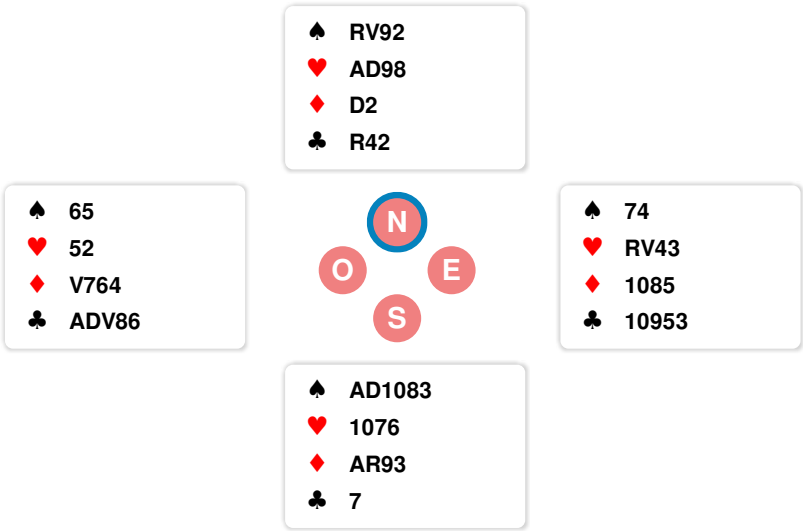 ♠ RV92
♥ AD98
♦ D2
♣ R42
♠ 65
♥ 52
♦ V764
♣ ADV86
N
O E
S
♠ 74
♥ RV43
♦ 1085
♣ 10953
♠ AD1083
♥ 1076
♦ AR93
♣ 7